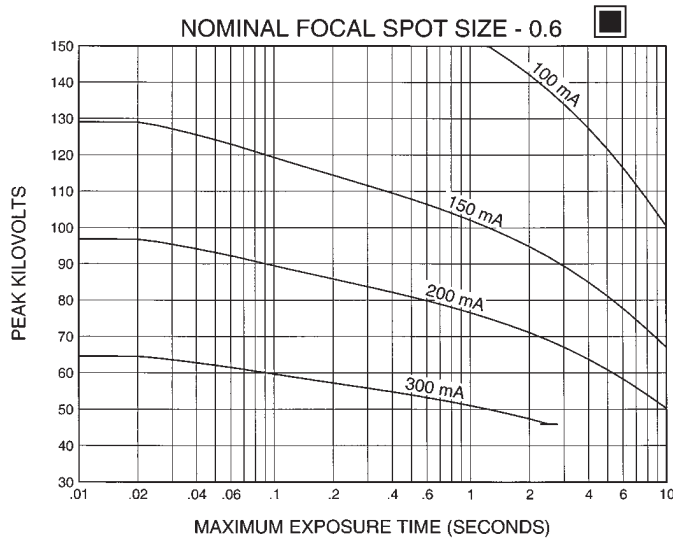 NOMINAL FOCAL SPOT SIZE - 0.6
150
140
130
120
110
100
90
80
70
60
50
40
30
PEAK KILOVOLTS
100 mA
150 mA
200 mA
300 mA
.01 .02 .04 .06 .1 .2 .4 .6 1 2 4 6 10
MAXIMUM EXPOSURE TIME (SECONDS)